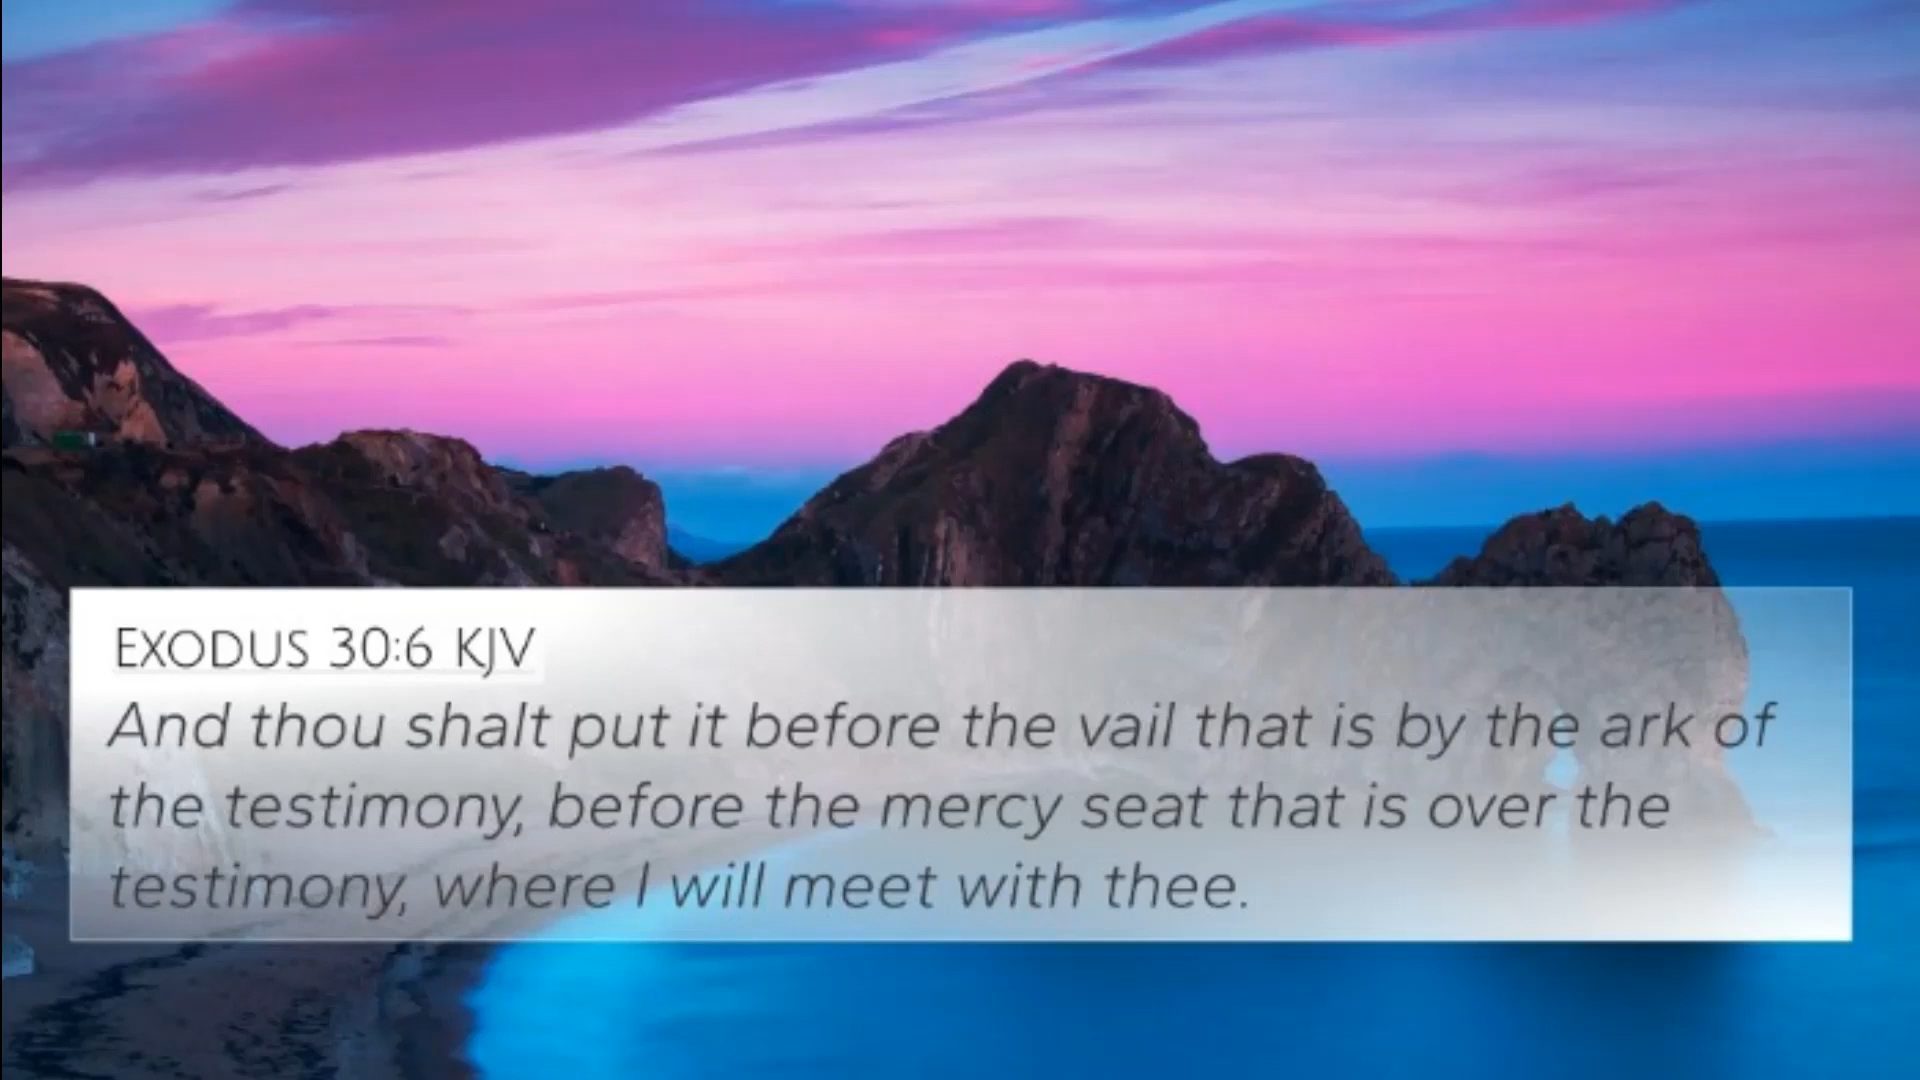 EXODUS 30:6 KJV
And thou shalt put it before the vail that is by the ark of
the testimony, before the mercy seat that is over the
testimony, where I will meet with thee.